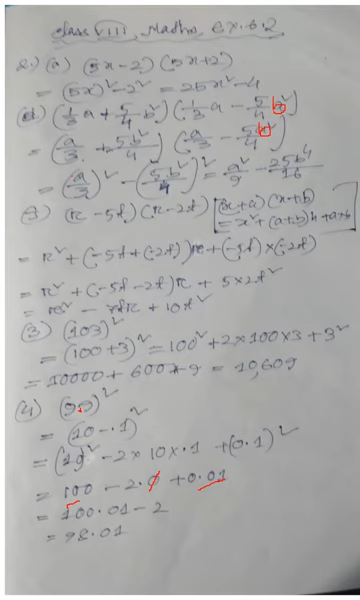 Class VIII, Maths, ex. 6.2
2.) (a) (5x-2) (5x+2)
= (5x)² - 2² = 25x² - 4
(d) (1/3 a + 5/4 b²) (1/3 a - 5/4 b²)
= (a/3 + 5b²/4) (a/3 - 5b²/4)
= (a/3)² - (5b²/4)² = a²/9 - 25b⁴/16
(r - 5t) (r - 2t) [(x+a) (x+b)
= x² + (a+b)x + a×b]
= r² + (-5t + (-2t))r + (-5t) × (-2t)
= r² + (-5t - 2t)r + 5×2t²
= r² - 7tr + 10t²
(3) (103)²
= (100+3)² = 100² + 2×100×3 + 3²
= 10000 + 600 + 9 = 10,609
(4) (9.9)²
= (10 - .1)²
= (10)² - 2×10×.1 + (0.1)²
= 100 - 2.0 + 0.01
= 100.01 - 2
= 98.01